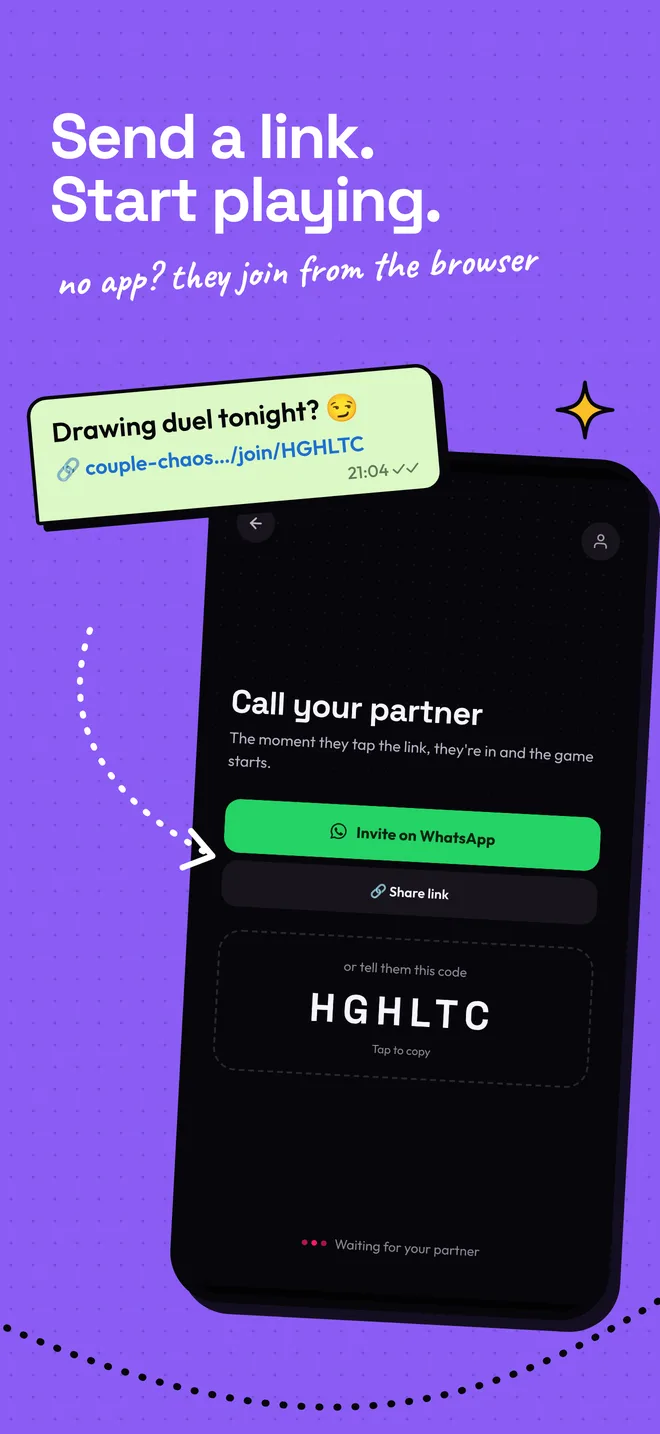 Send a link.
Start playing.
no app? they join from the browser
Drawing duel tonight? 😏
🔗 couple-chaos.../join/HGHLTC
21:04 ✓✓
Call your partner
The moment they tap the link, they're in and the game
starts.
Invite on WhatsApp
🔗 Share link
or tell them this code
HGHLTC
Tap to copy
Waiting for your partner